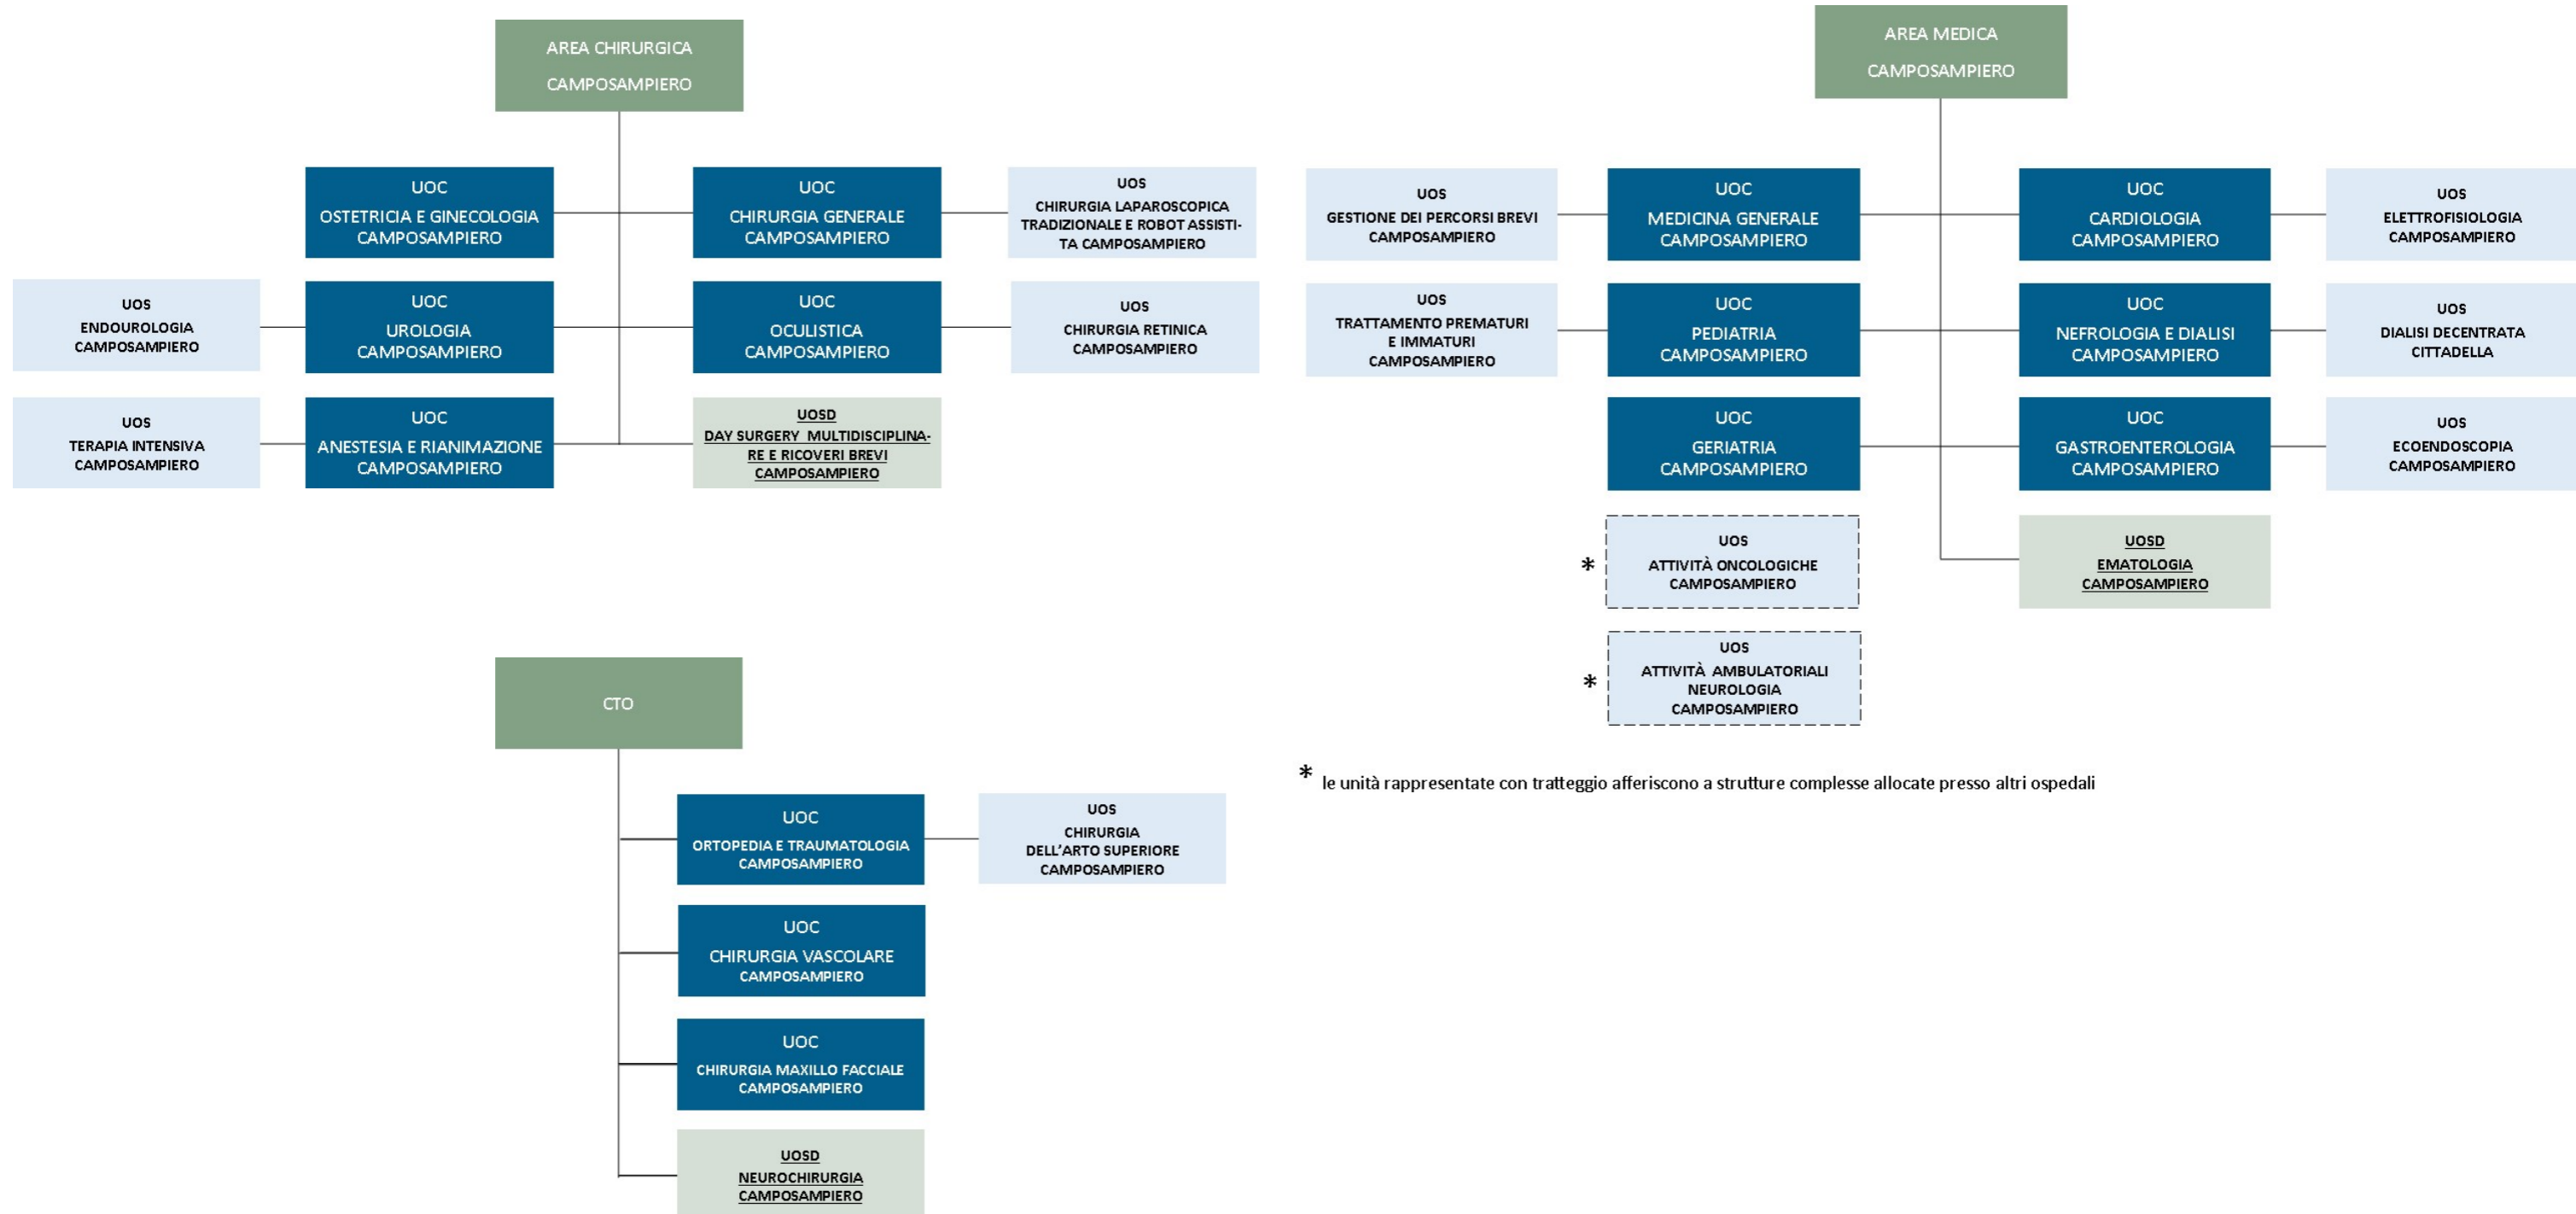 AREA CHIRURGICA
CAMPOSAMPIERO
UOC
OSTETRICIA E GINECOLOGIA
CAMPOSAMPIERO
UOC
CHIRURGIA GENERALE
CAMPOSAMPIERO
UOS
CHIRURGIA LAPAROSCOPICA
TRADIZIONALE E ROBOT ASSISTI-
TA CAMPOSAMPIERO
UOS
ENDOUROLOGIA
CAMPOSAMPIERO
UOC
UROLOGIA
CAMPOSAMPIERO
UOC
OCULISTICA
CAMPOSAMPIERO
UOS
CHIRURGIA RETINICA
CAMPOSAMPIERO
UOS
TERAPIA INTENSIVA
CAMPOSAMPIERO
UOC
ANESTESIA E RIANIMAZIONE
CAMPOSAMPIERO
UOSD
DAY SURGERY MULTIDISCIPLINA-
RE E RICOVERI BREVI
CAMPOSAMPIERO
AREA MEDICA
CAMPOSAMPIERO
UOS
GESTIONE DEI PERCORSI BREVI
CAMPOSAMPIERO
UOC
MEDICINA GENERALE
CAMPOSAMPIERO
UOC
CARDIOLOGIA
CAMPOSAMPIERO
UOS
ELETTROFISIOLOGIA
CAMPOSAMPIERO
UOS
TRATTAMENTO PREMATURI
E IMMATURI
CAMPOSAMPIERO
UOC
PEDIATRIA
CAMPOSAMPIERO
UOC
NEFROLOGIA E DIALISI
CAMPOSAMPIERO
UOS
DIALISI DECENTRATA
CITTADELLA
UOC
GERIATRIA
CAMPOSAMPIERO
UOC
GASTROENTEROLOGIA
CAMPOSAMPIERO
UOS
ECOENDOSCOPIA
CAMPOSAMPIERO
*
UOS
ATTIVITÀ ONCOLOGICHE
CAMPOSAMPIERO
UOSD
EMATOLOGIA
CAMPOSAMPIERO
*
UOS
ATTIVITÀ AMBULATORIALI
NEUROLOGIA
CAMPOSAMPIERO
* le unità rappresentate con tratteggio afferiscono a strutture complesse allocate presso altri ospedali
CTO
UOC
ORTOPEDIA E TRAUMATOLOGIA
CAMPOSAMPIERO
UOS
CHIRURGIA
DELL'ARTO SUPERIORE
CAMPOSAMPIERO
UOC
CHIRURGIA VASCOLARE
CAMPOSAMPIERO
UOC
CHIRURGIA MAXILLO FACCIALE
CAMPOSAMPIERO
UOSD
NEUROCHIRURGIA
CAMPOSAMPIERO